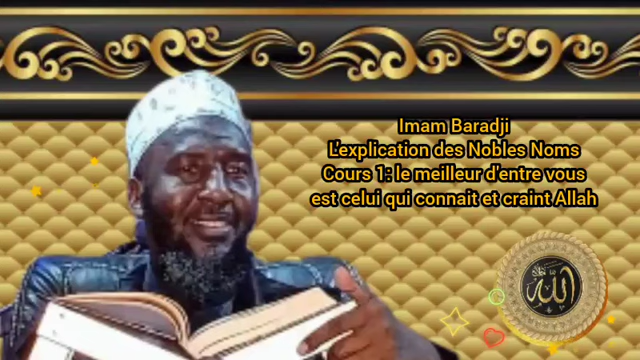 Imam Baradji
L'explication des Nobles Noms
Cours 1: le meilleur d'entre vous
est celui qui connait et craint Allah
الله